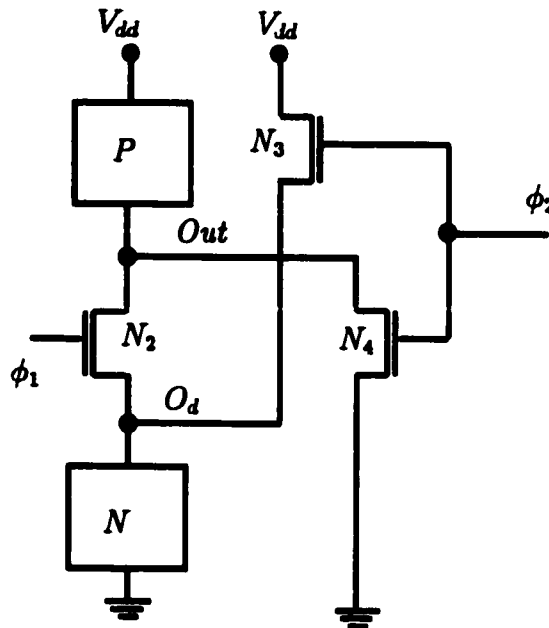 V_dd V_dd
P
N_3
ϕ_2
Out
N_2 N_4
ϕ_1
O_d
N